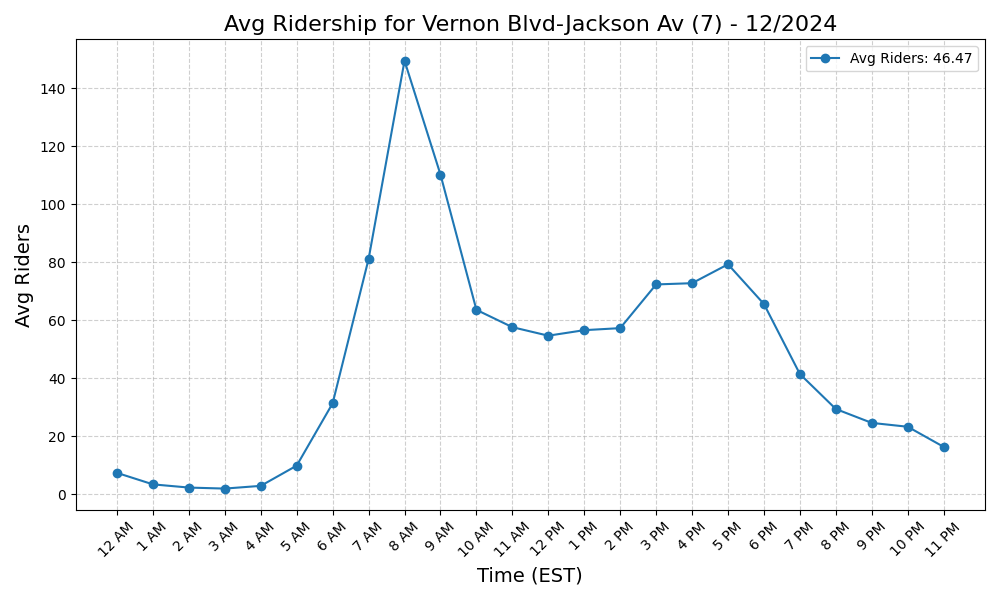 Avg Ridership for Vernon Blvd-Jackson Av (7) - 12/2024
Avg Riders: 46.47
Avg Riders
140
120
100
80
60
40
20
0
12 AM
1 AM
2 AM
3 AM
4 AM
5 AM
6 AM
7 AM
8 AM
9 AM
10 AM
11 AM
12 PM
1 PM
2 PM
3 PM
4 PM
5 PM
6 PM
7 PM
8 PM
9 PM
10 PM
11 PM
Time (EST)